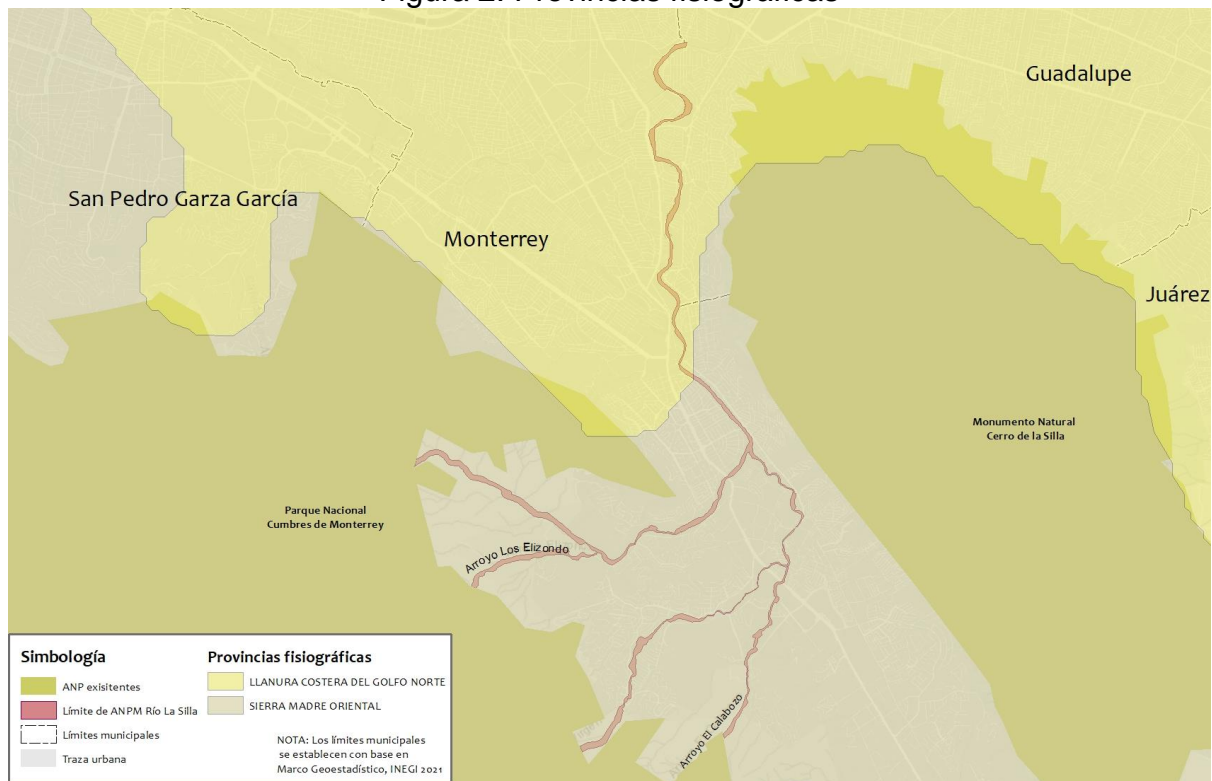 Figura 2. Provincias fisiográficas
Guadalupe
San Pedro Garza García
Monterrey
Juárez
Monumento Natural
Cerro de la Silla
Parque Nacional
Cumbres de Monterrey
Arroyo Los Elizondo
Arroyo El Calabozo
Simbología
ANP exisitentes
Límite de ANPM Río La Silla
Límites municipales
Traza urbana
Provincias fisiográficas
LLANURA COSTERA DEL GOLFO NORTE
SIERRA MADRE ORIENTAL
NOTA: Los límites municipales
se establecen con base en
Marco Geoestadístico, INEGI 2021